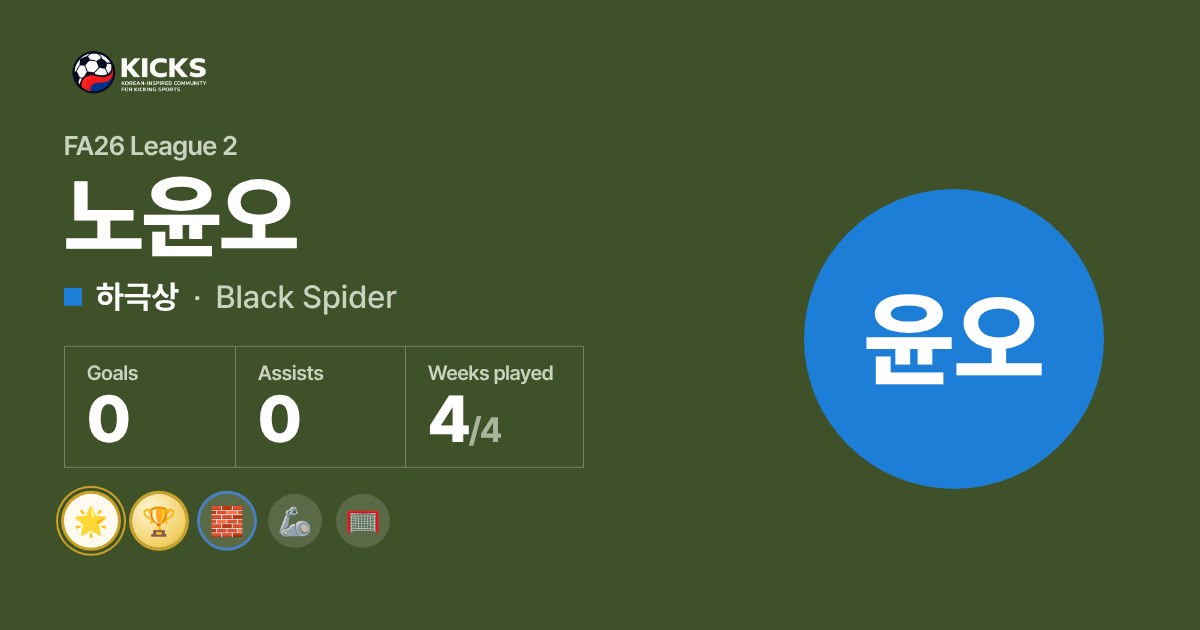 KICKS
KOREAN-INSPIRED COMMUNITY
FOR KICKING SPORTS
FA26 League 2
노윤오
하극상 · Black Spider
Goals Assists Weeks played
0 0 4/4
윤오